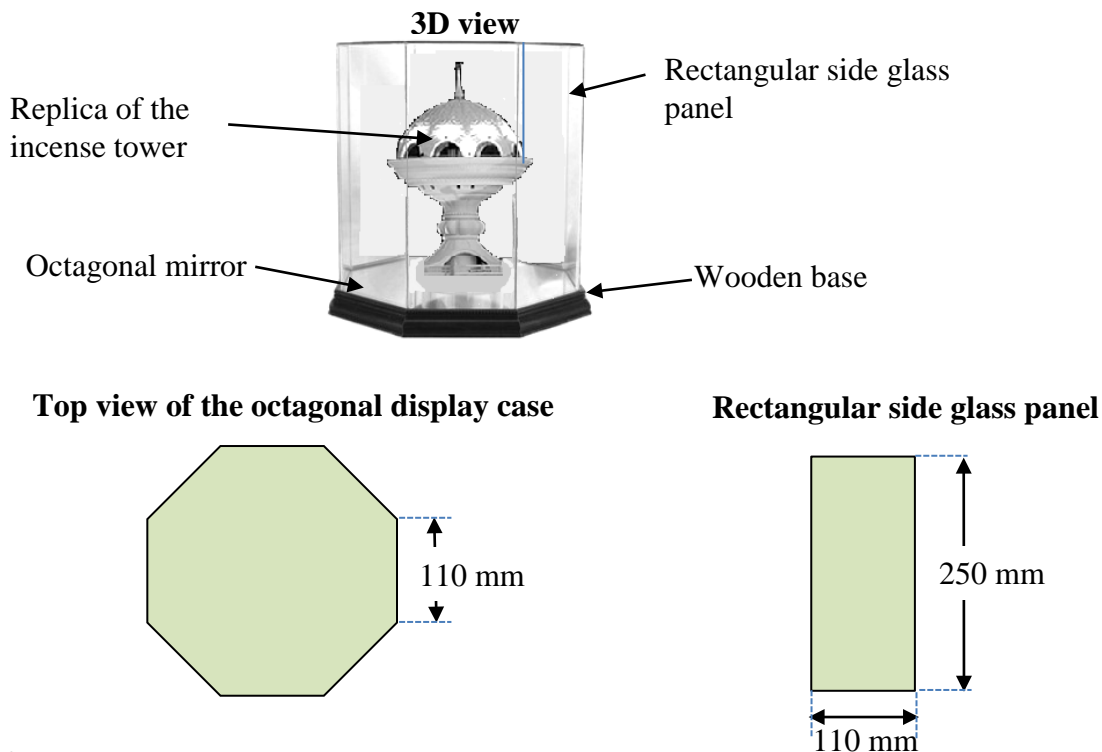 3D view
Rectangular side glass
panel
Replica of the
incense tower
Octagonal mirror
Wooden base
Top view of the octagonal display case
Rectangular side glass panel
110 mm
250 mm
110 mm